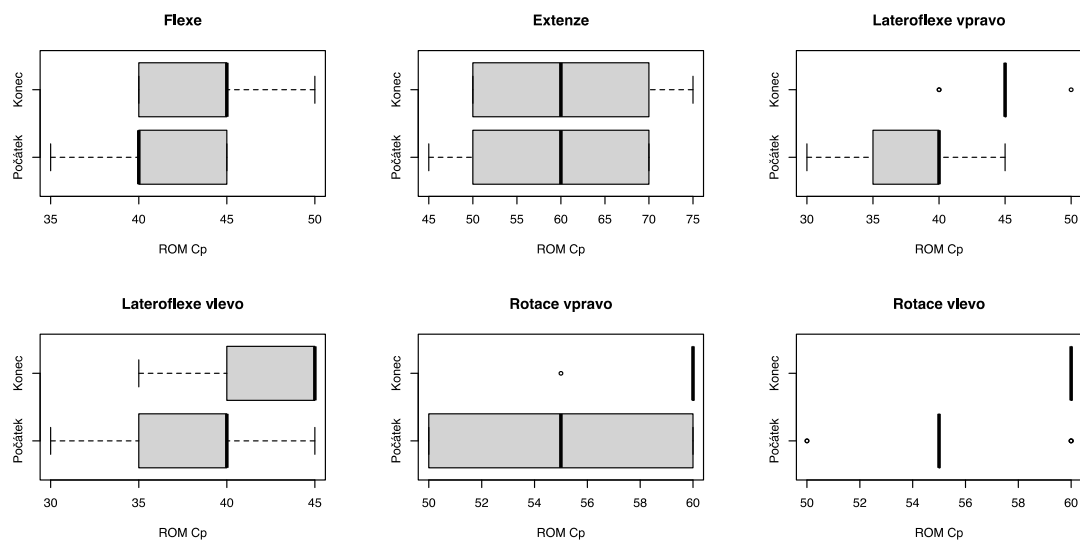 Flexe
Konec
Počátek
35 40 45 50
ROM Cp
Extenze
Konec
Počátek
45 50 55 60 65 70 75
ROM Cp
Lateroflexe vpravo
Konec
Počátek
30 35 40 45 50
ROM Cp
Lateroflexe vlevo
Konec
Počátek
30 35 40 45
ROM Cp
Rotace vpravo
Konec
Počátek
50 52 54 56 58 60
ROM Cp
Rotace vlevo
Konec
Počátek
50 52 54 56 58 60
ROM Cp